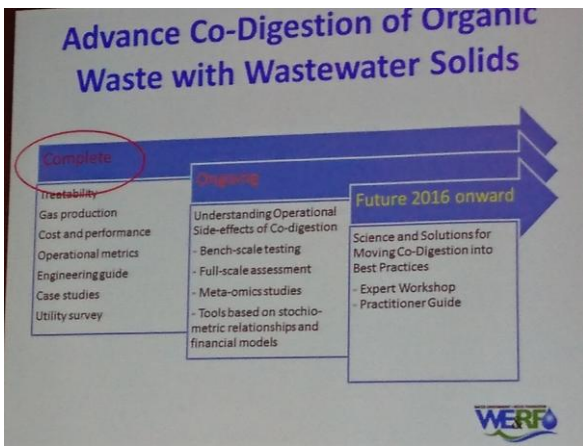 Advance Co-Digestion of Organic
Waste with Wastewater Solids
Complete
Treatability
Gas production
Cost and performance
Operational metrics
Engineering guide
Case studies
Utility survey
Ongoing
Understanding Operational
Side-effects of Co-digestion
- Bench-scale testing
- Full-scale assessment
- Meta-omics studies
- Tools based on stochio-
metric relationships and
financial models
Future 2016 onward
Science and Solutions for
Moving Co-Digestion into
Best Practices
- Expert Workshop
- Practitioner Guide
WE&RF